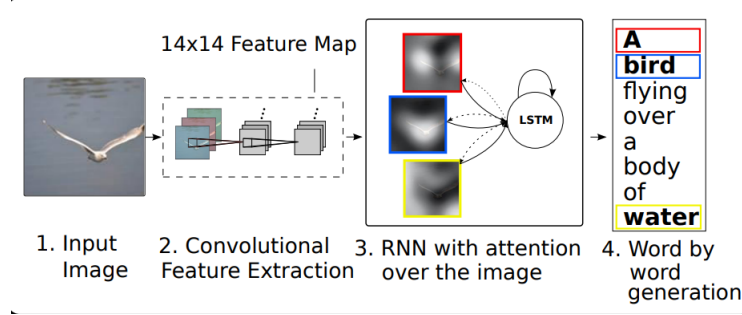 14x14 Feature Map
LSTM
A
bird
flying
over
a
body
of
water
1. Input
Image
2. Convolutional
Feature Extraction
3. RNN with attention
over the image
4. Word by
word
generation